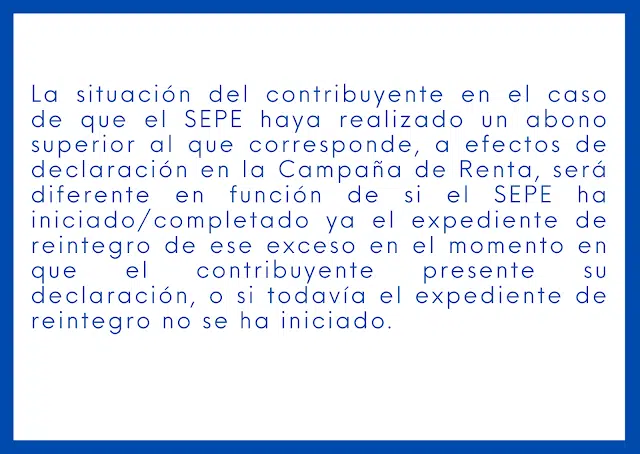 La situación del contribuyente en el caso
de que el SEPE haya realizado un abono
superior al que corresponde, a efectos de
declaración en la Campaña de Renta, será
diferente en función de si el SEPE ha
iniciado/completado ya el expediente de
reintegro de ese exceso en el momento en
que el contribuyente presente su
declaración, o si todavía el expediente de
reintegro no se ha iniciado.